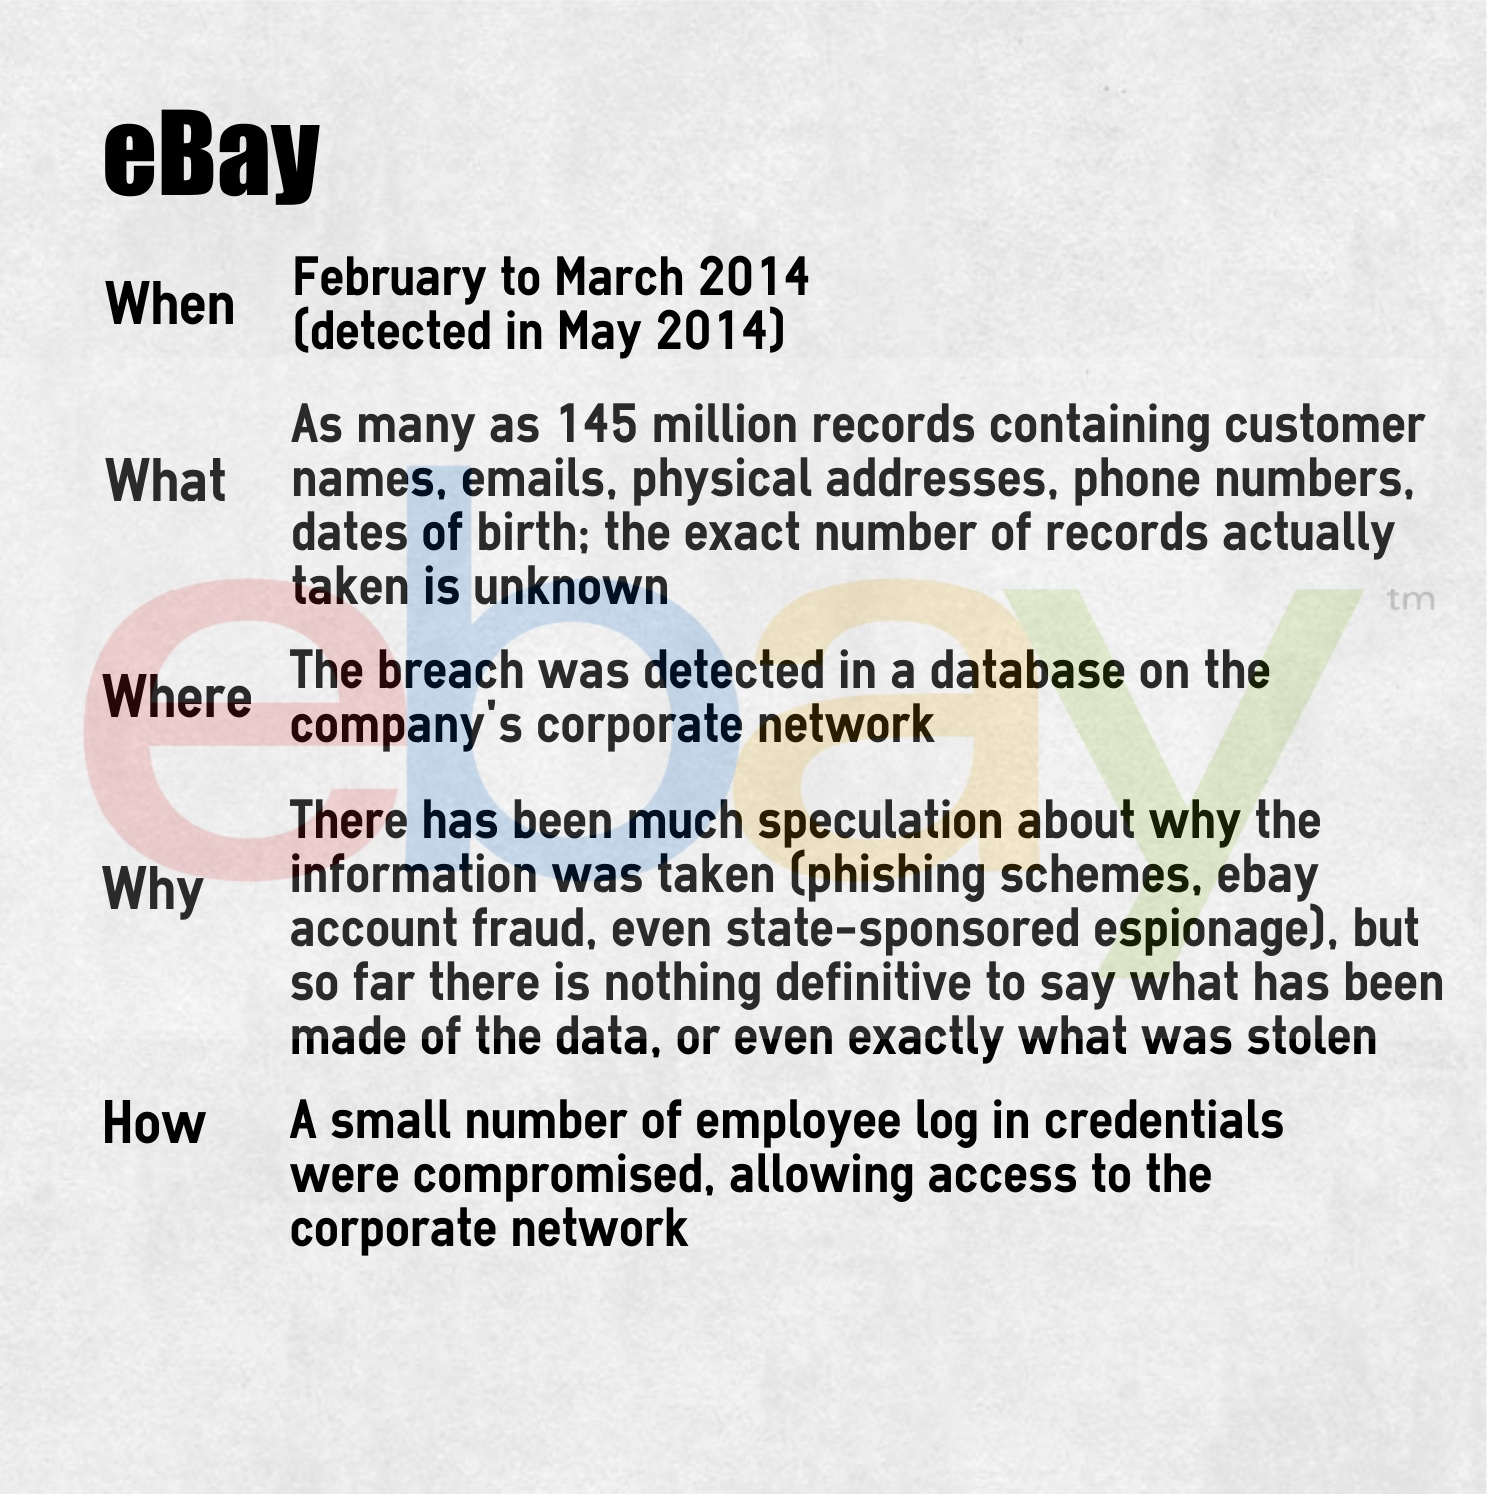 eBay
When
February to March 2014
(detected in May 2014)
What
As many as 145 million records containing customer
names, emails, physical addresses, phone numbers,
dates of birth; the exact number of records actually
taken is unknown
Where
The breach was detected in a database on the
company's corporate network
Why
There has been much speculation about why the
information was taken (phishing schemes, ebay
account fraud, even state-sponsored espionage), but
so far there is nothing definitive to say what has been
made of the data, or even exactly what was stolen
How
A small number of employee log in credentials
were compromised, allowing access to the
corporate network
ebay tm